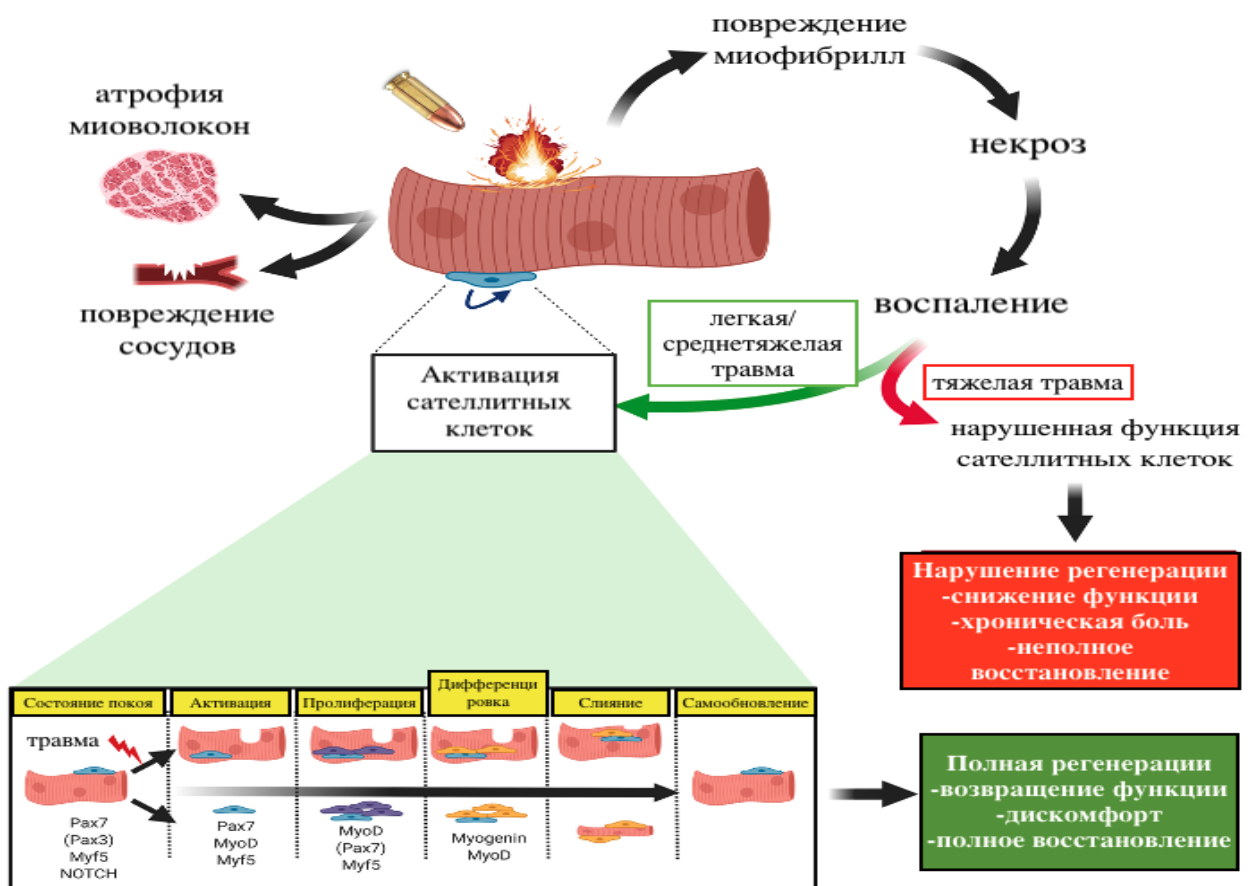 повреждение
миофибрилл
атрофия
миоволокон
некроз
повреждение
сосудов
воспаление
легкая/
среднетяжелая
травма
тяжелая травма
Активация
сателлитных
клеток
нарушенная функция
сателлитных клеток
Нарушение регенерации
-снижение функции
-хроническая боль
-неполное
восстановление
Состояние покоя
Активация
Пролиферация
Дифференци
ровка
Слияние
Самообновление
травма
Pax7
(Pax3)
Myf5
NOTCH
Pax7
MyoD
Myf5
MyoD
(Pax7)
Myf5
Myogenin
MyoD
Полная регенерации
-возвращение функции
-дискомфорт
-полное восстановление